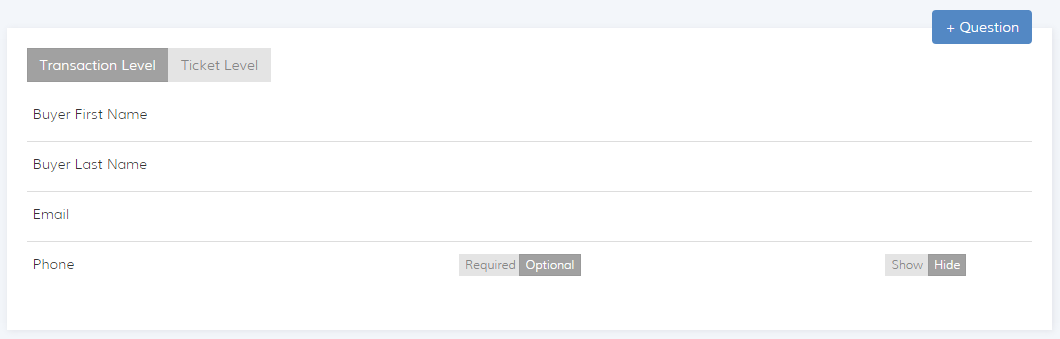 + Question
Transaction Level Ticket Level
Buyer First Name
Buyer Last Name
Email
Phone Required Optional Show Hide